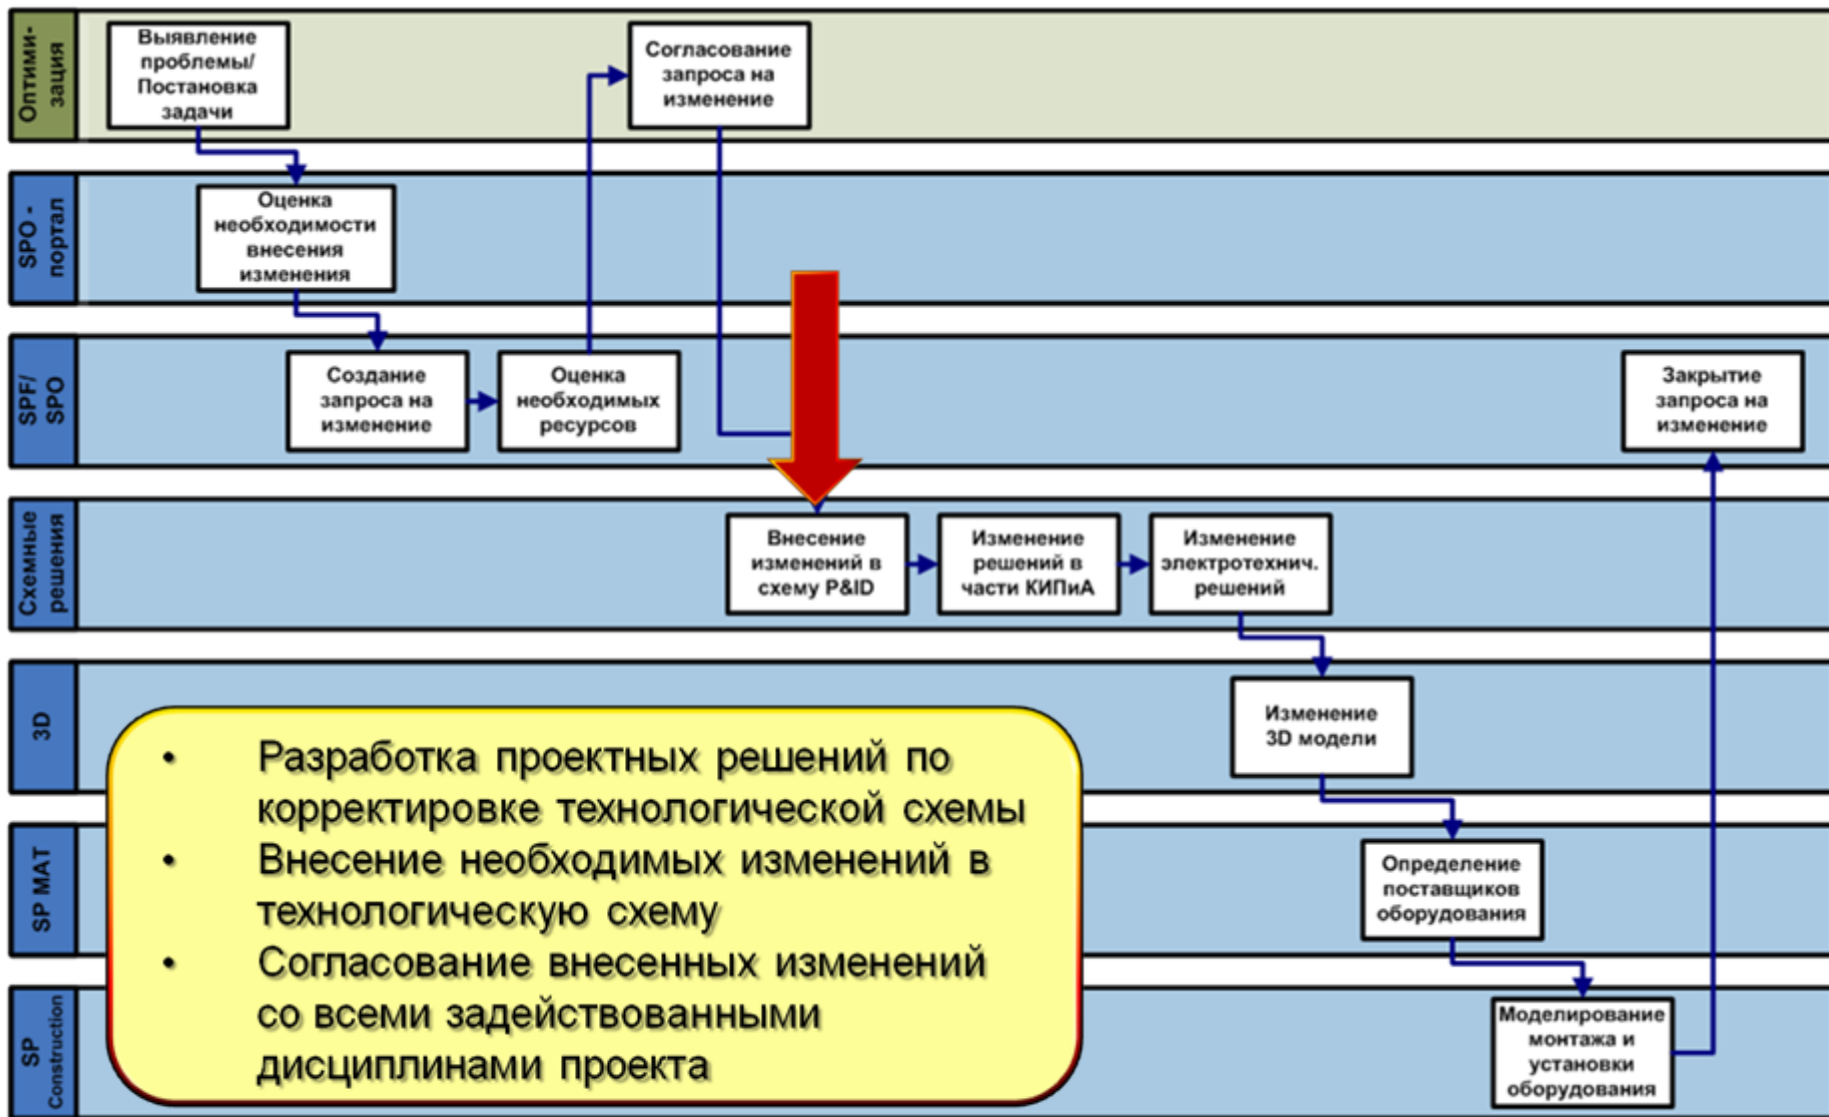 Оптими-
зация
Выявление
проблемы/
Постановка
задачи
Согласование
запроса на
изменение
SPO -
портал
Оценка
необходимости
внесения
изменения
SPF/
SPO
Создание
запроса на
изменение
Оценка
необходимых
ресурсов
Закрытие
запроса на
изменение
Схемные
решения
Внесение
изменений в
схему P&ID
Изменение
решений в
части КИПиА
Изменение
электротехнич.
решений
3D
Изменение
3D модели
SP MAT
Определение
поставщиков
оборудования
SP
Construction
Моделирование
монтажа и
установки
оборудования
• Разработка проектных решений по
корректировке технологической схемы
• Внесение необходимых изменений в
технологическую схему
• Согласование внесенных изменений
со всеми задействованными
дисциплинами проекта